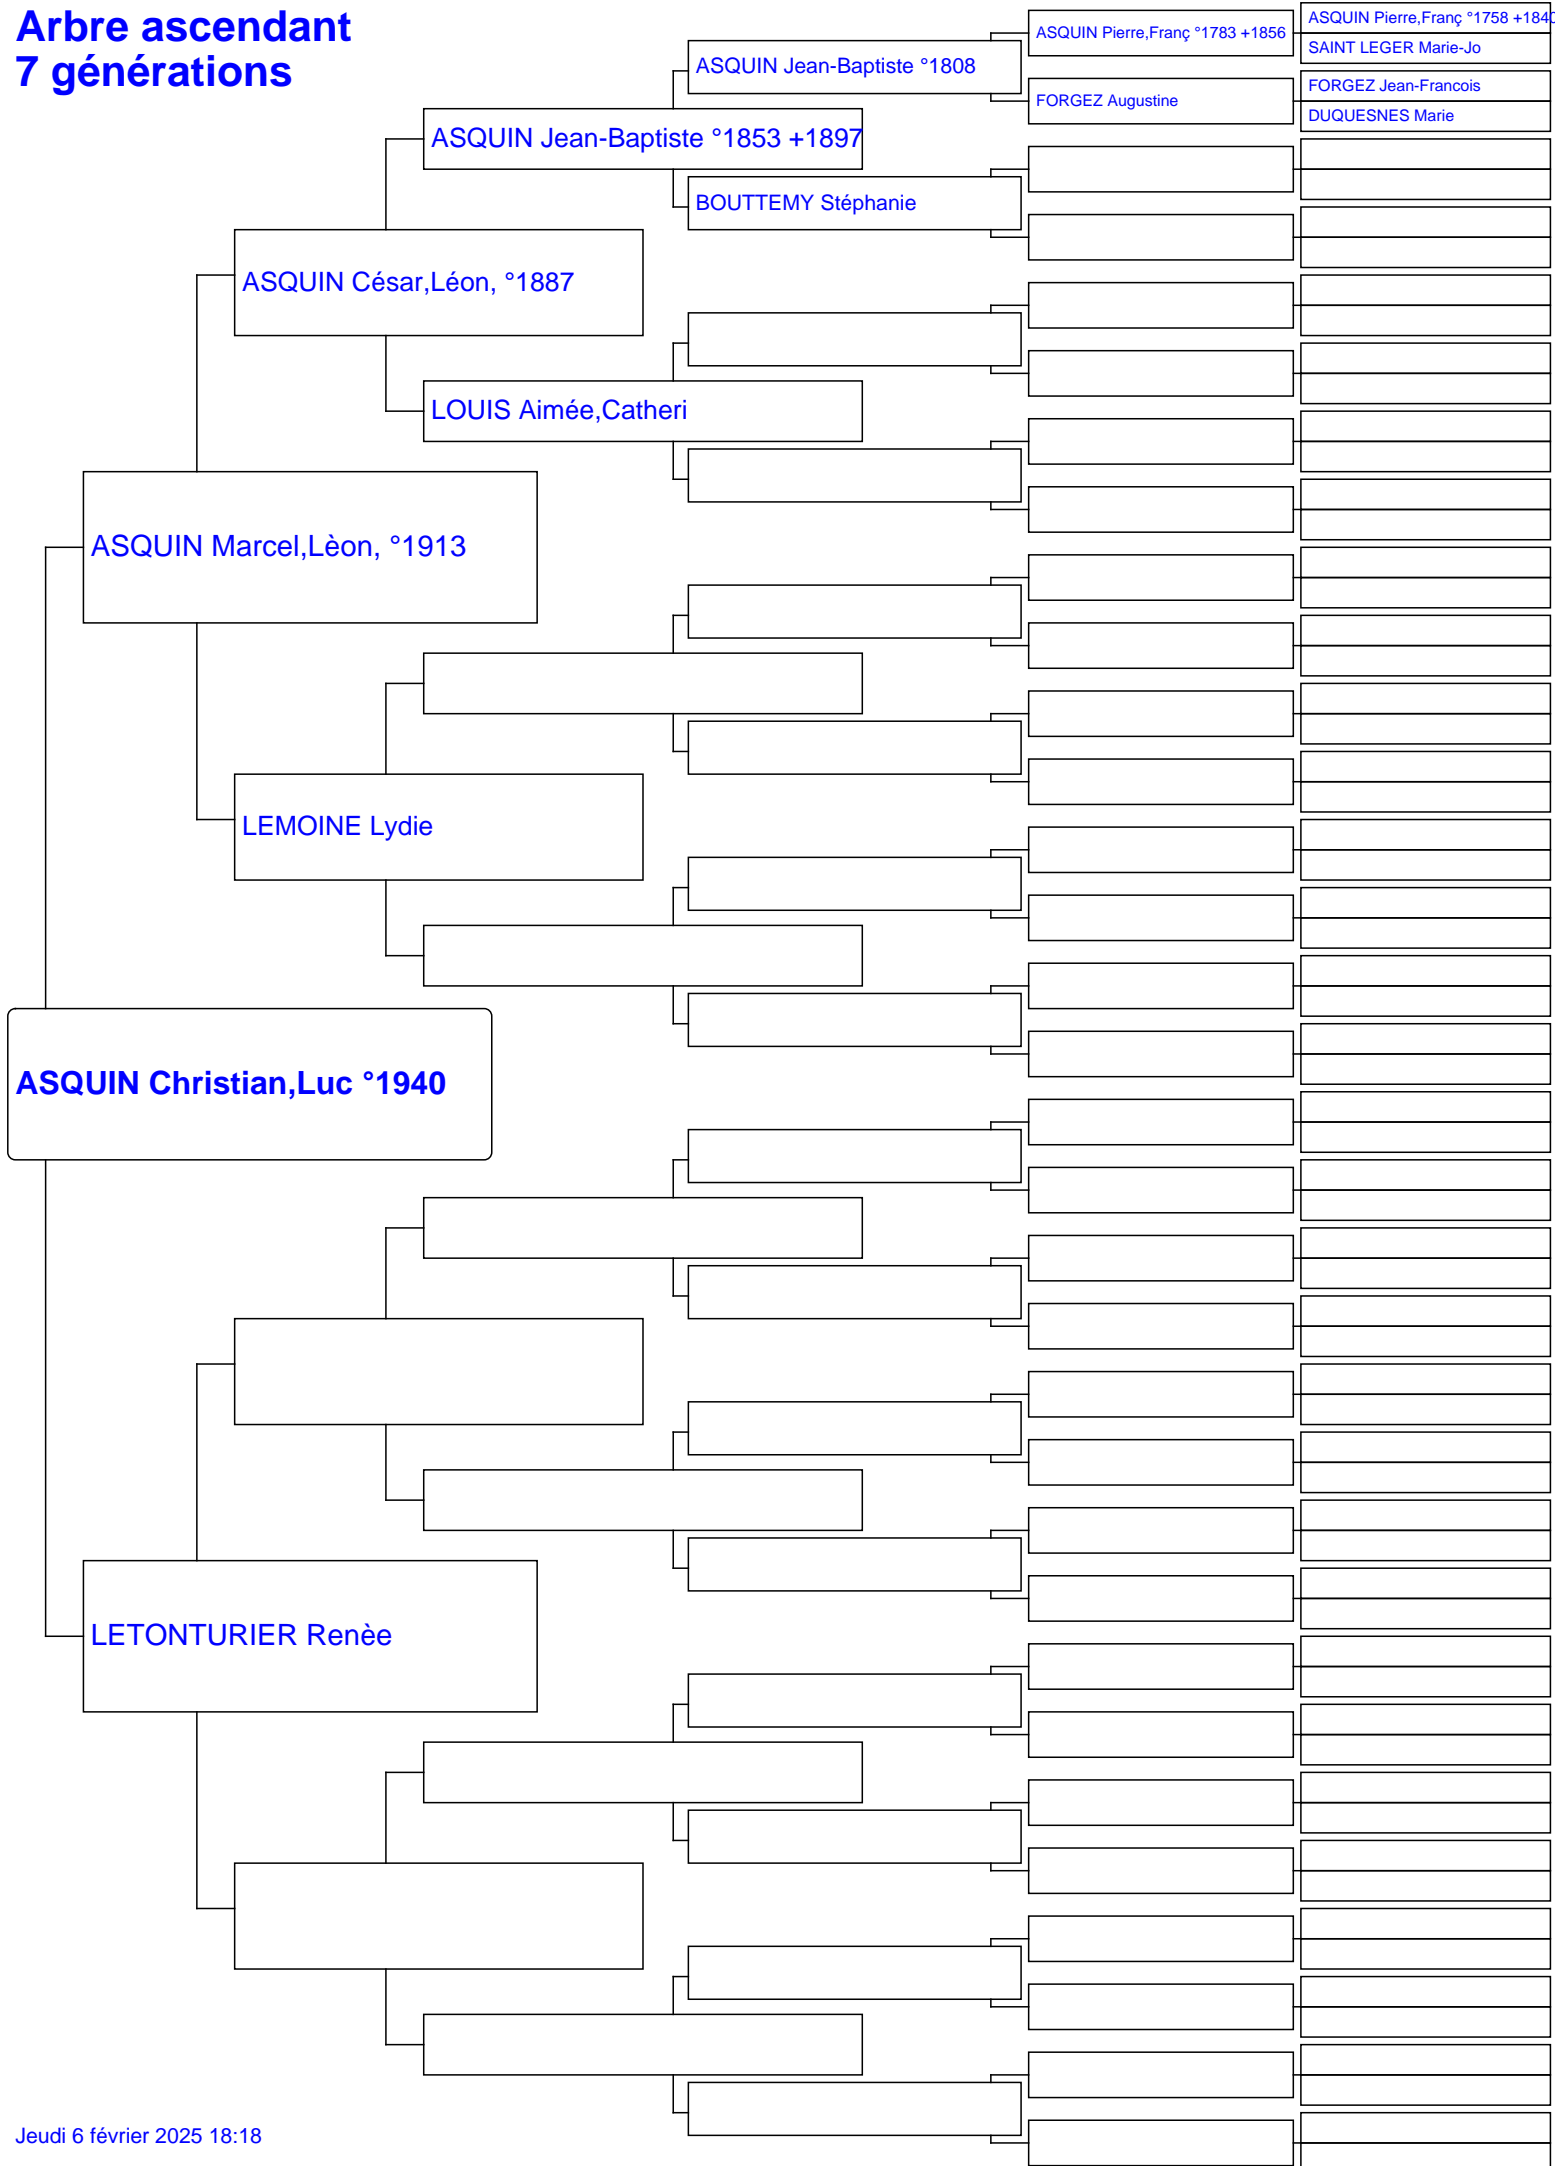 Arbre ascendant
7 générations
ASQUIN Pierre,Franç °1758 +1840
ASQUIN Pierre,Franç °1783 +1856
SAINT LEGER Marie-Jo
ASQUIN Jean-Baptiste °1808
FORGEZ Jean-Francois
FORGEZ Augustine
DUQUESNES Marie
ASQUIN Jean-Baptiste °1853 +1897
BOUTTEMY Stéphanie
ASQUIN César,Léon, °1887
LOUIS Aimée,Catheri
ASQUIN Marcel,Lèon, °1913
LEMOINE Lydie
ASQUIN Christian,Luc °1940
LETONTURIER Renèe
Jeudi 6 février 2025 18:18